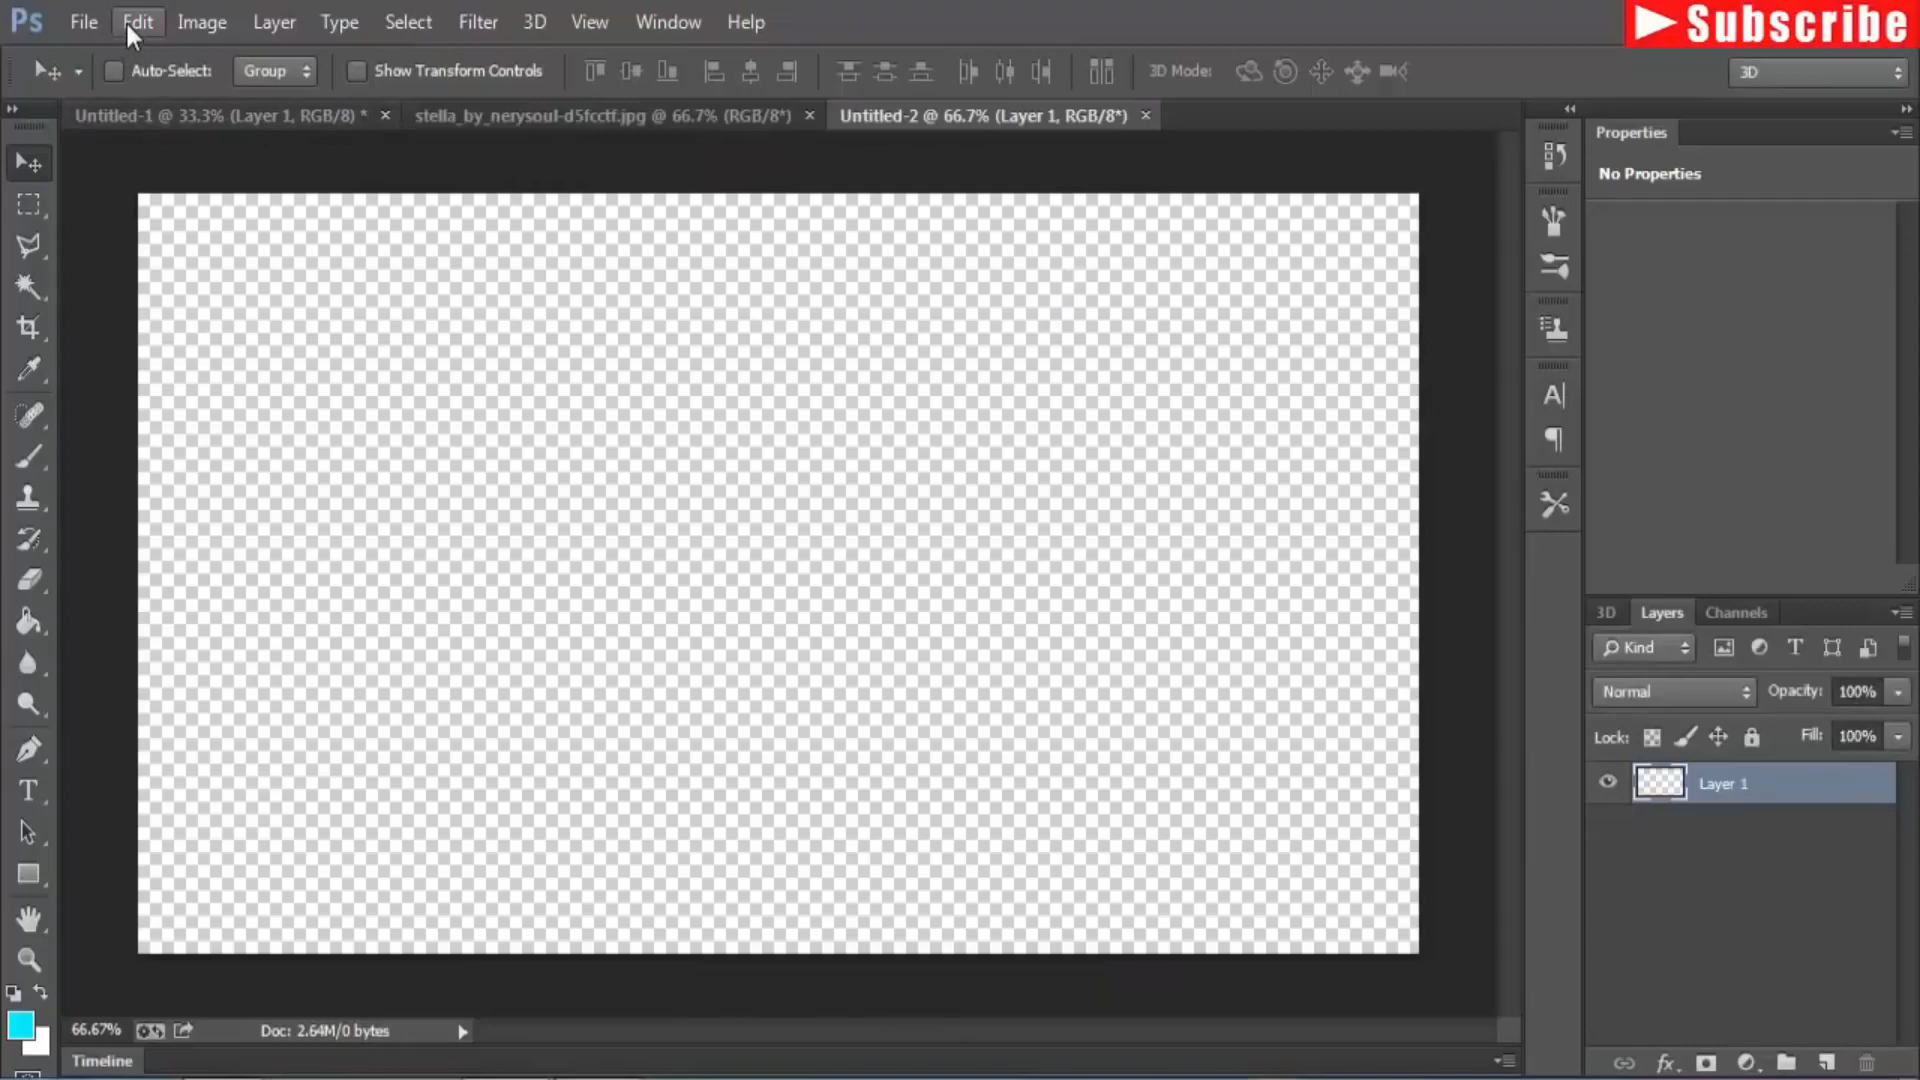 Ps File Edit Image Layer Type Select Filter 3D View Window Help
Subscribe
Auto-Select: Group Show Transform Controls 3D Mode: 3D
Untitled-1 @ 33.3% (Layer 1, RGB/8) * × stella_by_nerysoul-d5fcctf.jpg @ 66.7% (RGB/8*) × Untitled-2 @ 66.7% (Layer 1, RGB/8*) ×
Properties
No Properties
3D Layers Channels
Kind
Normal Opacity: 100%
Lock: Fill: 100%
Layer 1
66.67% Doc: 2.64M/0 bytes
Timeline